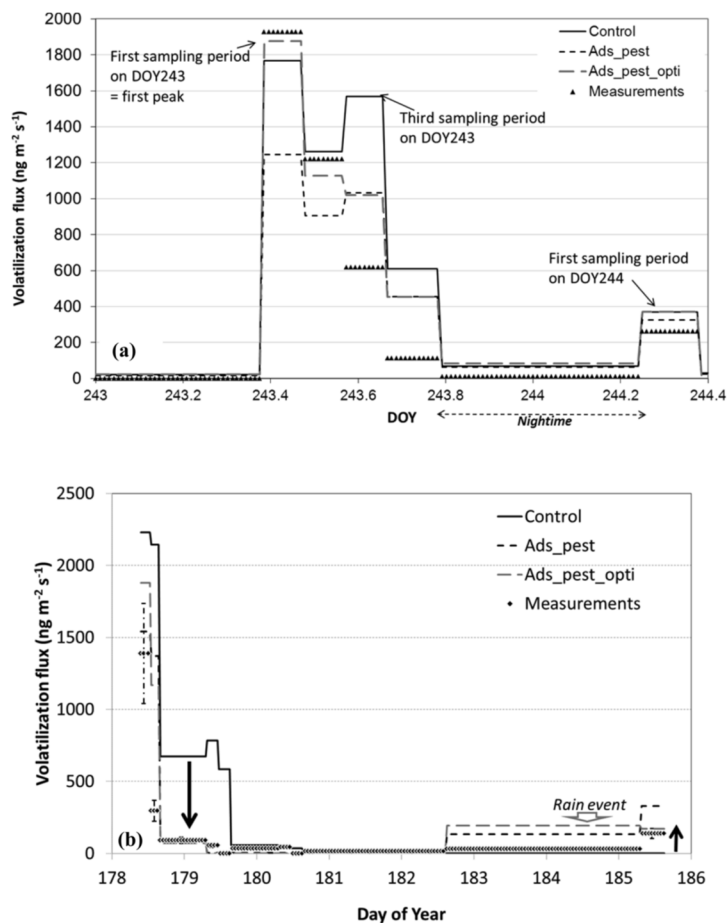 2000
1800
1600
1400
1200
1000
800
600
400
200
0
Volatilization flux (ng m⁻² s⁻¹)
First sampling period
on DOY243
= first peak
Control
Ads_pest
Ads_pest_opti
Measurements
Third sampling period
on DOY243
First sampling period
on DOY244
(a)
243 243.2 243.4 243.6 243.8 244 244.2 244.4
DOY
Nightime
2500
2000
1500
1000
500
0
Volatilization flux (ng m⁻² s⁻¹)
Control
Ads_pest
Ads_pest_opti
Measurements
Rain event
(b)
178 179 180 181 182 183 184 185 186
Day of Year